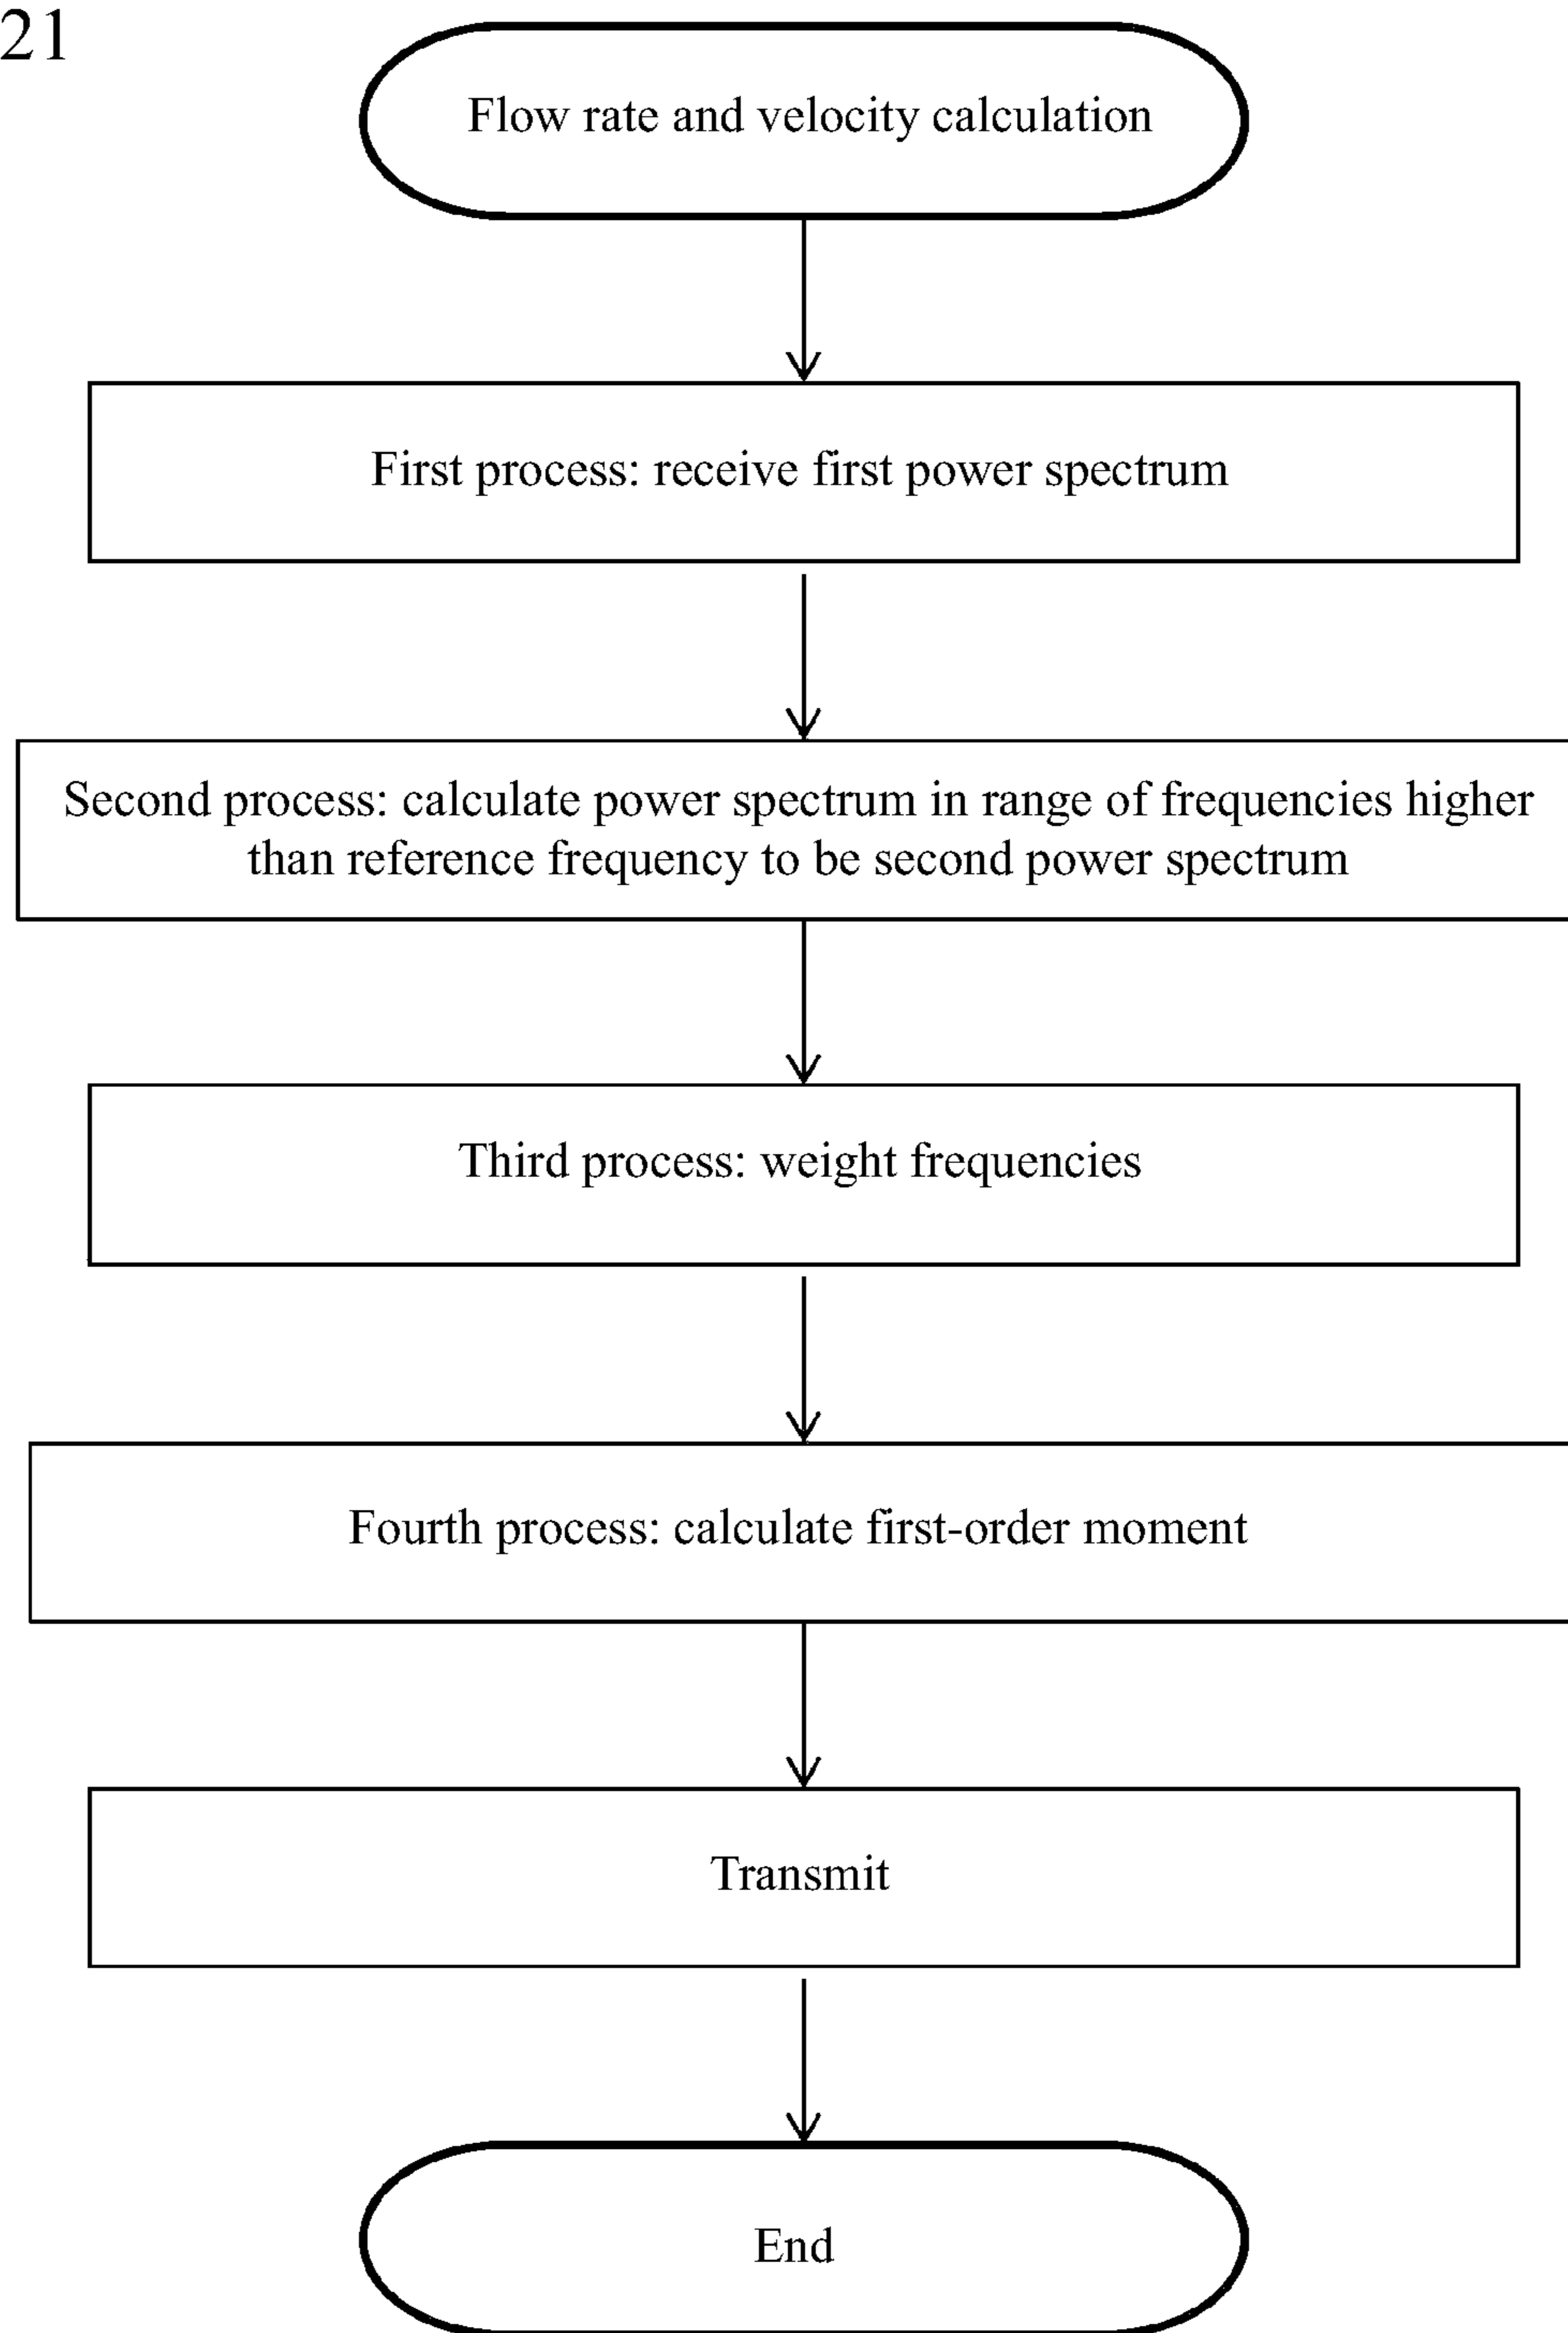 21
Flow rate and velocity calculation
First process: receive first power spectrum
Second process: calculate power spectrum in range of frequencies higher
than reference frequency to be second power spectrum
Third process: weight frequencies
Fourth process: calculate first-order moment
Transmit
End